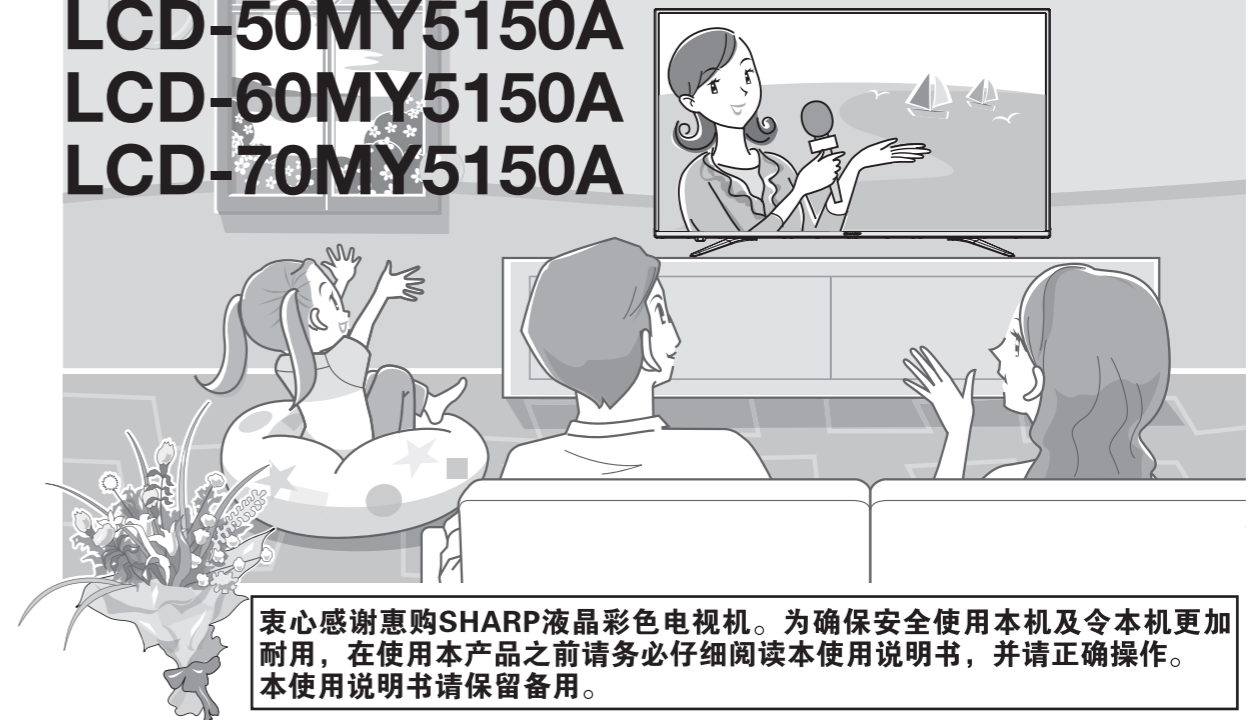 LCD-50MY5150A
LCD-60MY5150A
LCD-70MY5150A
衷心感谢惠购SHARP液晶彩色电视机。为确保安全使用本机及令本机更加
耐用，在使用本产品之前请务必仔细阅读本使用说明书，并请正确操作。
本使用说明书请保留备用。